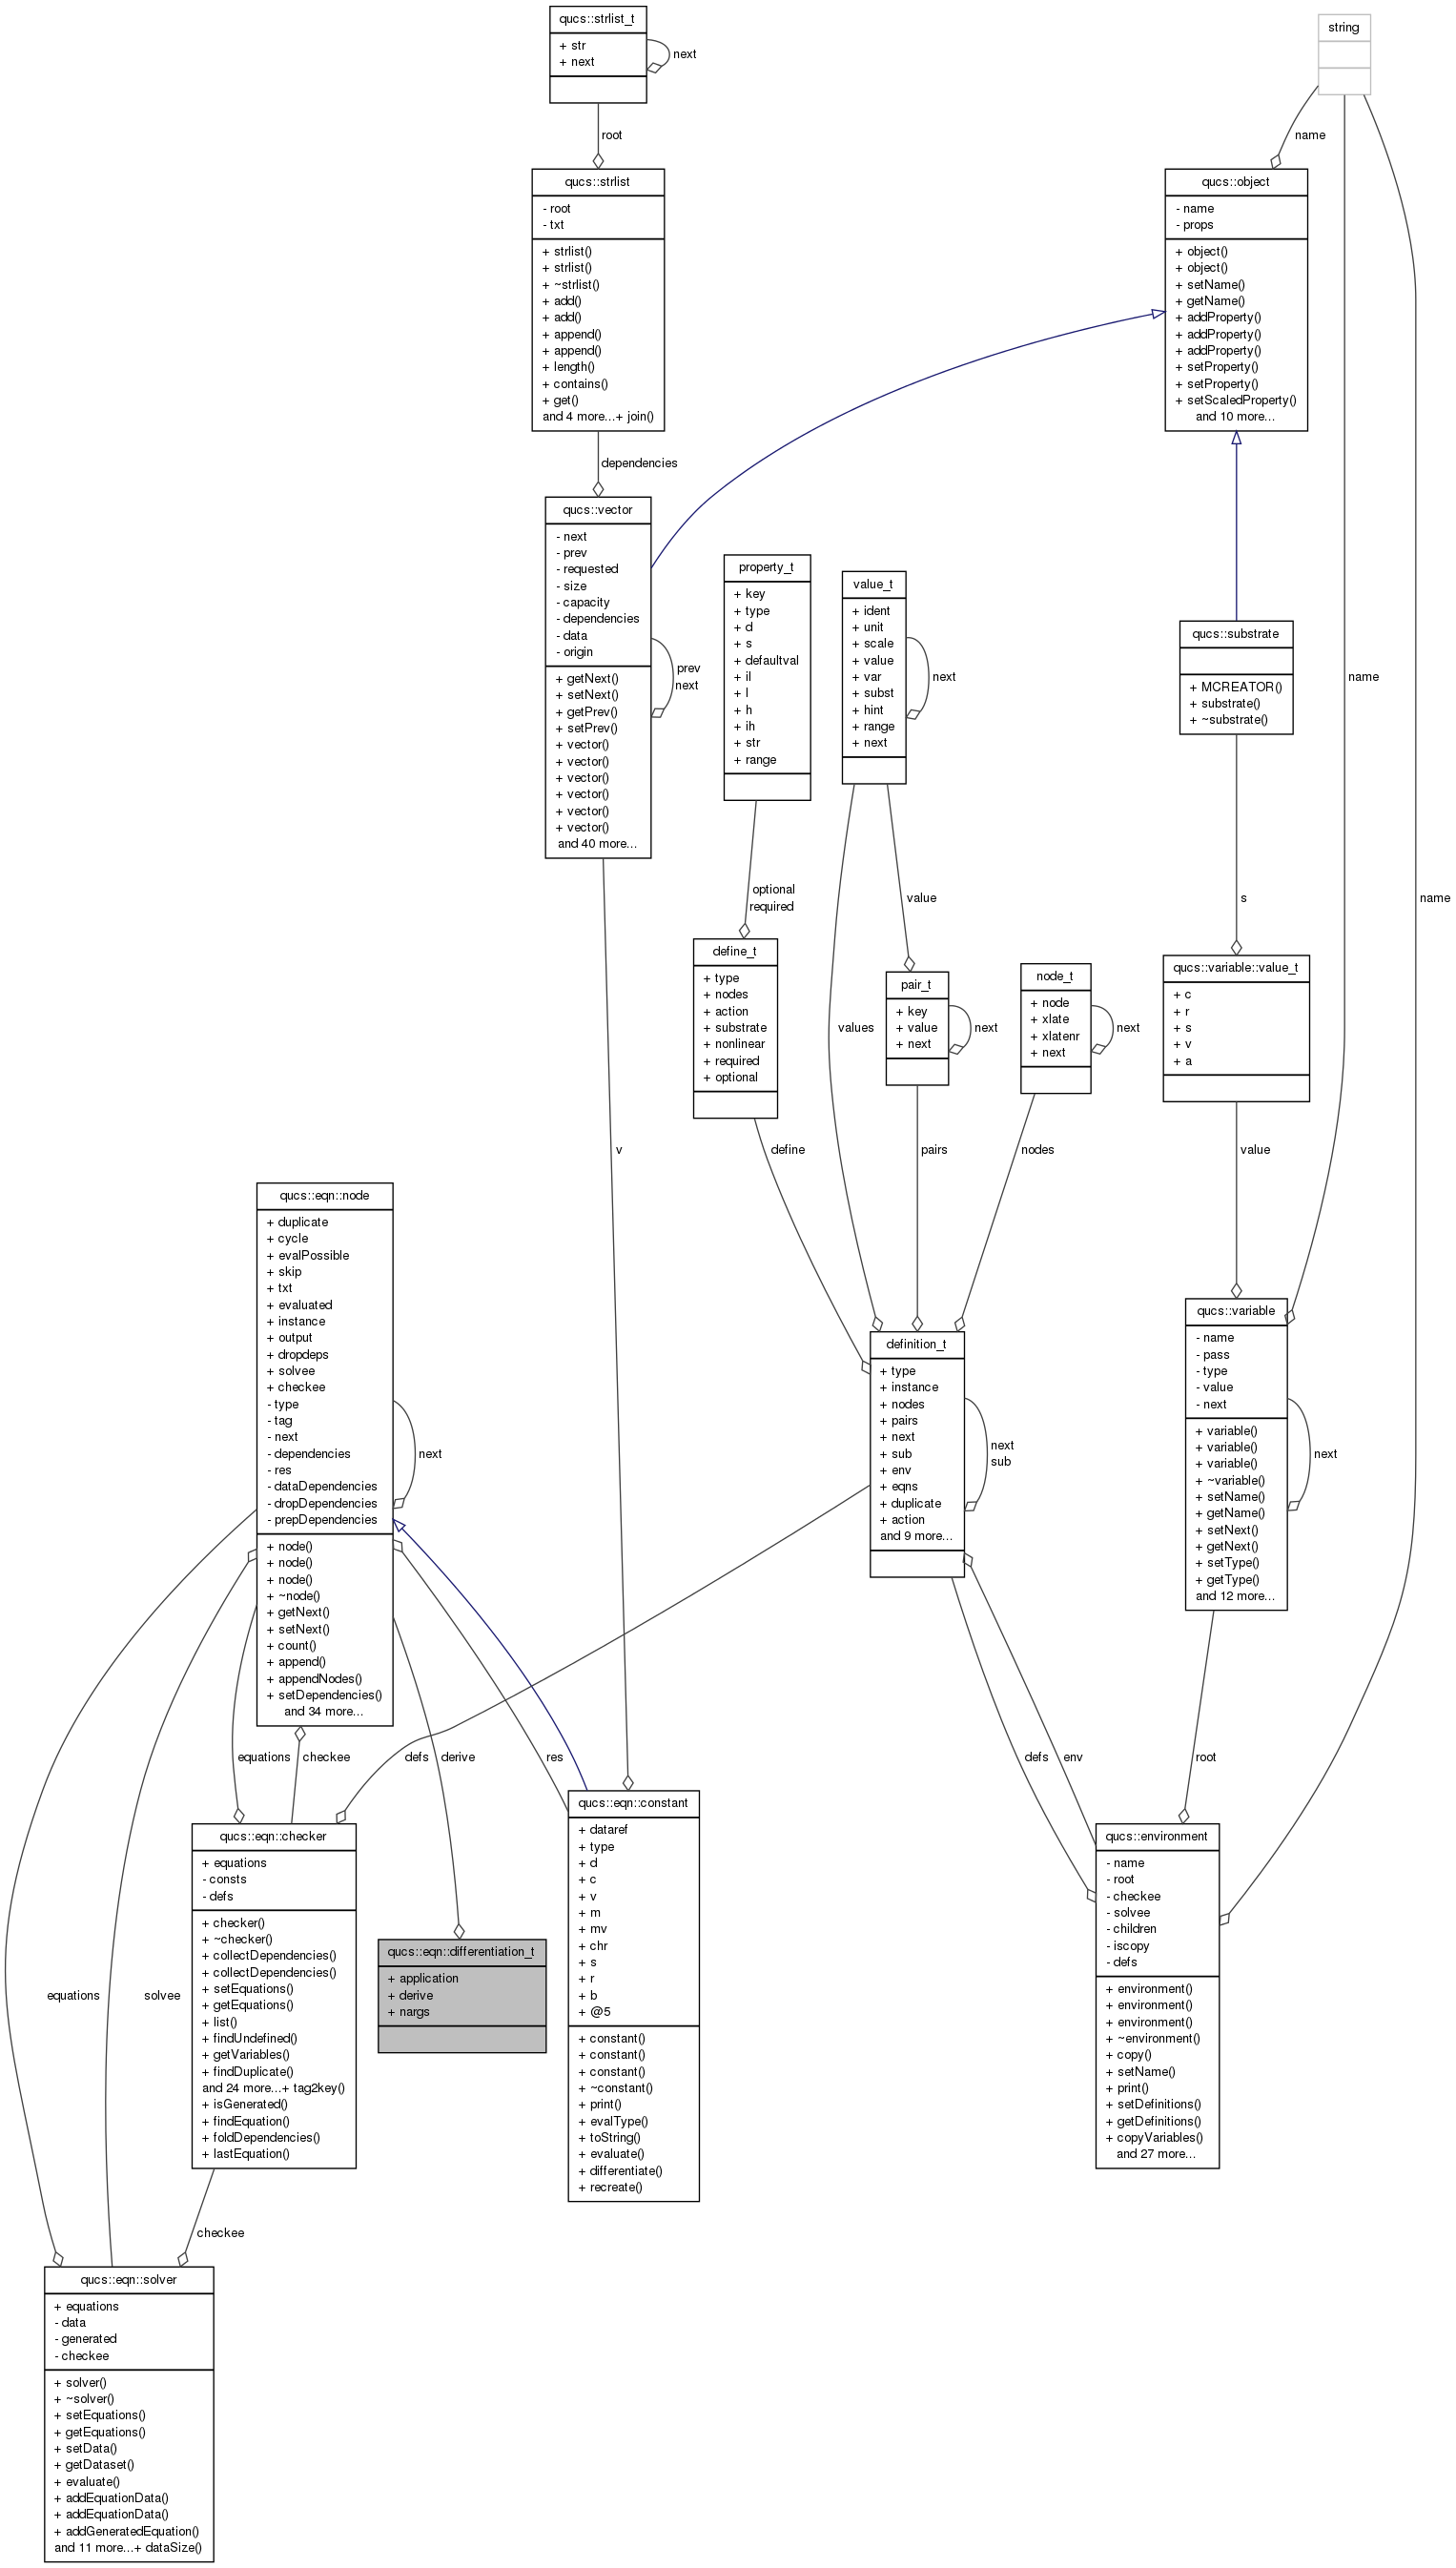 qucs::strlist_t
+ str
+ next
next
root
string
name
name
name
qucs::strlist
- root
- txt
+ strlist()
+ strlist()
+ ~strlist()
+ add()
+ add()
+ append()
+ append()
+ length()
+ contains()
+ get()
and 4 more...+ join()
dependencies
qucs::object
- name
- props
+ object()
+ object()
+ setName()
+ getName()
+ addProperty()
+ addProperty()
+ addProperty()
+ setProperty()
+ setProperty()
+ setScaledProperty()
and 10 more...
qucs::vector
- next
- prev
- requested
- size
- capacity
- dependencies
- data
- origin
+ getNext()
+ setNext()
+ getPrev()
+ setPrev()
+ vector()
+ vector()
+ vector()
+ vector()
+ vector()
+ vector()
and 40 more...
prev
next
v
property_t
+ key
+ type
+ d
+ s
+ defaultval
+ il
+ l
+ h
+ ih
+ str
+ range
optional
required
value_t
+ ident
+ unit
+ scale
+ value
+ var
+ subst
+ hint
+ range
+ next
next
value
values
qucs::substrate
+ MCREATOR()
+ substrate()
+ ~substrate()
s
define_t
+ type
+ nodes
+ action
+ substrate
+ nonlinear
+ required
+ optional
define
pair_t
+ key
+ value
+ next
next
pairs
node_t
+ node
+ xlate
+ xlatenr
+ next
next
nodes
qucs::variable::value_t
+ c
+ r
+ s
+ v
+ a
value
qucs::eqn::node
+ duplicate
+ cycle
+ evalPossible
+ skip
+ txt
+ evaluated
+ instance
+ output
+ dropdeps
+ solvee
+ checkee
- type
- tag
- next
- dependencies
- res
- dataDependencies
- dropDependencies
- prepDependencies
+ node()
+ node()
+ node()
+ ~node()
+ getNext()
+ setNext()
+ count()
+ append()
+ appendNodes()
+ setDependencies()
and 34 more...
next
definition_t
+ type
+ instance
+ nodes
+ pairs
+ next
+ sub
+ env
+ eqns
+ duplicate
+ action
and 9 more...
next
sub
qucs::variable
- name
- pass
- type
- value
- next
+ variable()
+ variable()
+ variable()
+ ~variable()
+ setName()
+ getName()
+ setNext()
+ getNext()
+ setType()
+ getType()
and 12 more...
next
equations
checkee
defs
derive
res
defs
env
root
qucs::eqn::checker
+ equations
- consts
- defs
+ checker()
+ ~checker()
+ collectDependencies()
+ collectDependencies()
+ setEquations()
+ getEquations()
+ list()
+ findUndefined()
+ getVariables()
+ findDuplicate()
and 24 more...+ tag2key()
+ isGenerated()
+ findEquation()
+ foldDependencies()
+ lastEquation()
qucs::eqn::differentiation_t
+ application
+ derive
+ nargs
qucs::eqn::constant
+ dataref
+ type
+ d
+ c
+ v
+ m
+ mv
+ chr
+ s
+ r
+ b
+ @5
+ constant()
+ constant()
+ constant()
+ ~constant()
+ print()
+ evalType()
+ toString()
+ evaluate()
+ differentiate()
+ recreate()
qucs::environment
- name
- root
- checkee
- solvee
- children
- iscopy
- defs
+ environment()
+ environment()
+ environment()
+ ~environment()
+ copy()
+ setName()
+ print()
+ setDefinitions()
+ getDefinitions()
+ copyVariables()
and 27 more...
equations
solvee
checkee
qucs::eqn::solver
+ equations
- data
- generated
- checkee
+ solver()
+ ~solver()
+ setEquations()
+ getEquations()
+ setData()
+ getDataset()
+ evaluate()
+ addEquationData()
+ addEquationData()
+ addGeneratedEquation()
and 11 more...+ dataSize()